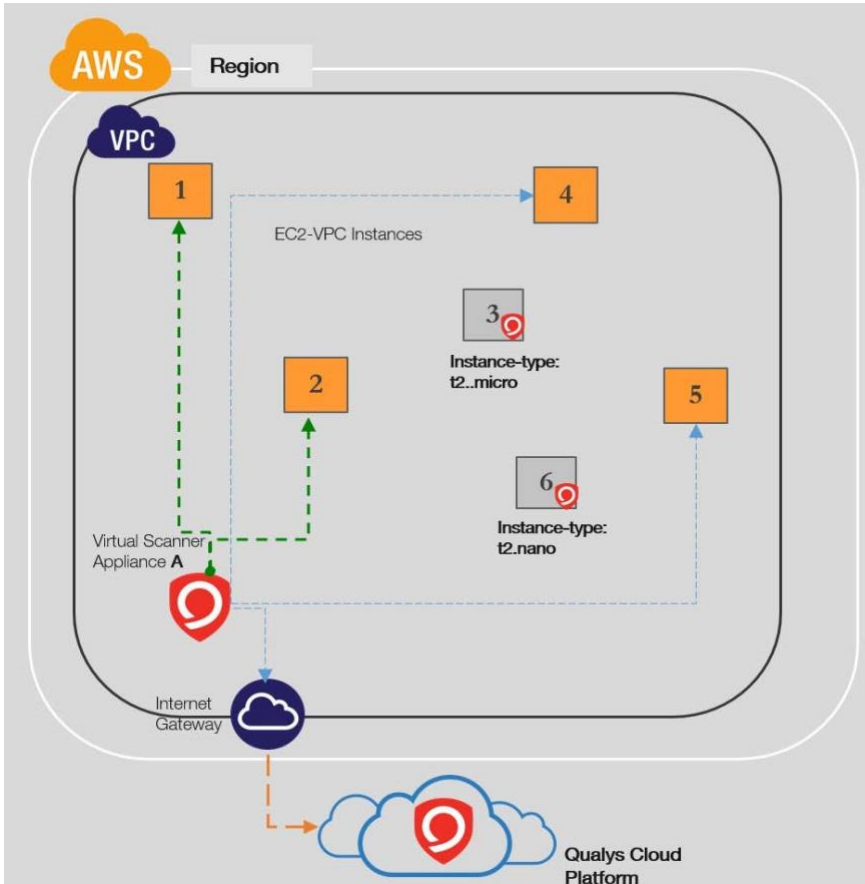 AWS
Region
VPC
1
4
EC2-VPC Instances
3
Instance-type:
t2..micro
2
5
6
Instance-type:
t2.nano
Virtual Scanner
Appliance A
Internet
Gateway
Qualys Cloud
Platform